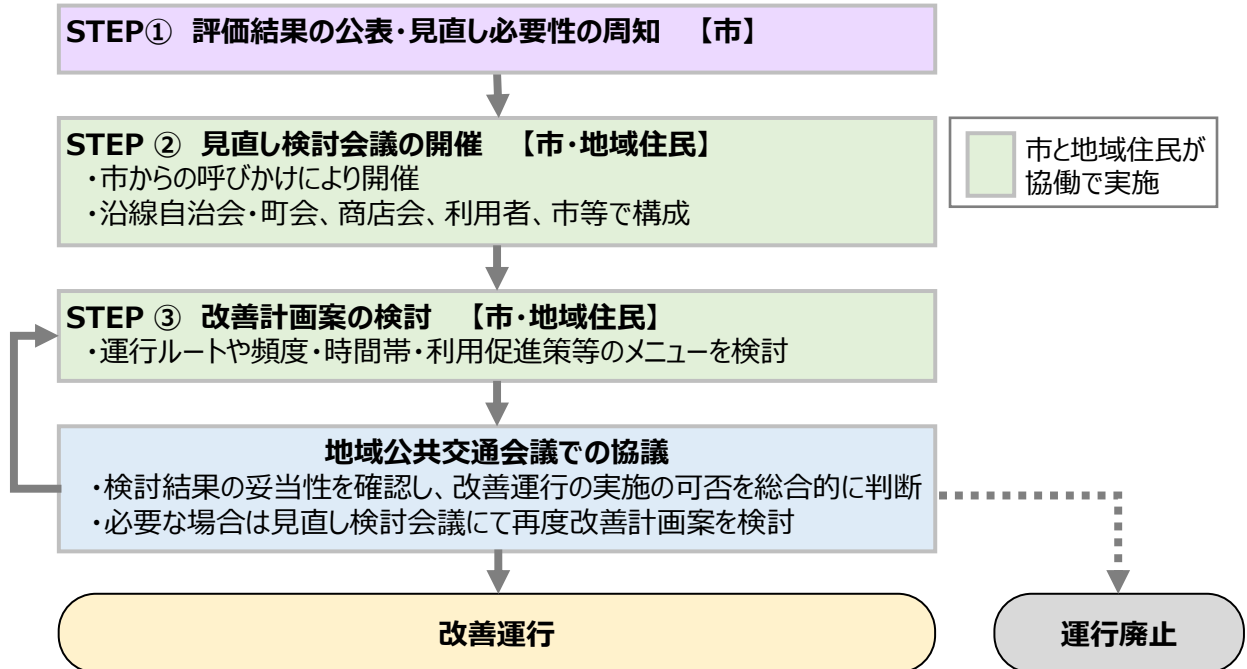 STEP① 評価結果の公表・見直し必要性の周知 【市】
STEP ② 見直し検討会議の開催 【市・地域住民】
・市からの呼びかけにより開催
・沿線自治会・町会、商店会、利用者、市等で構成
市と地域住民が
協働で実施
STEP ③ 改善計画案の検討 【市・地域住民】
・運行ルートや頻度・時間帯・利用促進策等のメニューを検討
地域公共交通会議での協議
・検討結果の妥当性を確認し、改善運行の実施の可否を総合的に判断
・必要な場合は見直し検討会議にて再度改善計画案を検討
改善運行
運行廃止